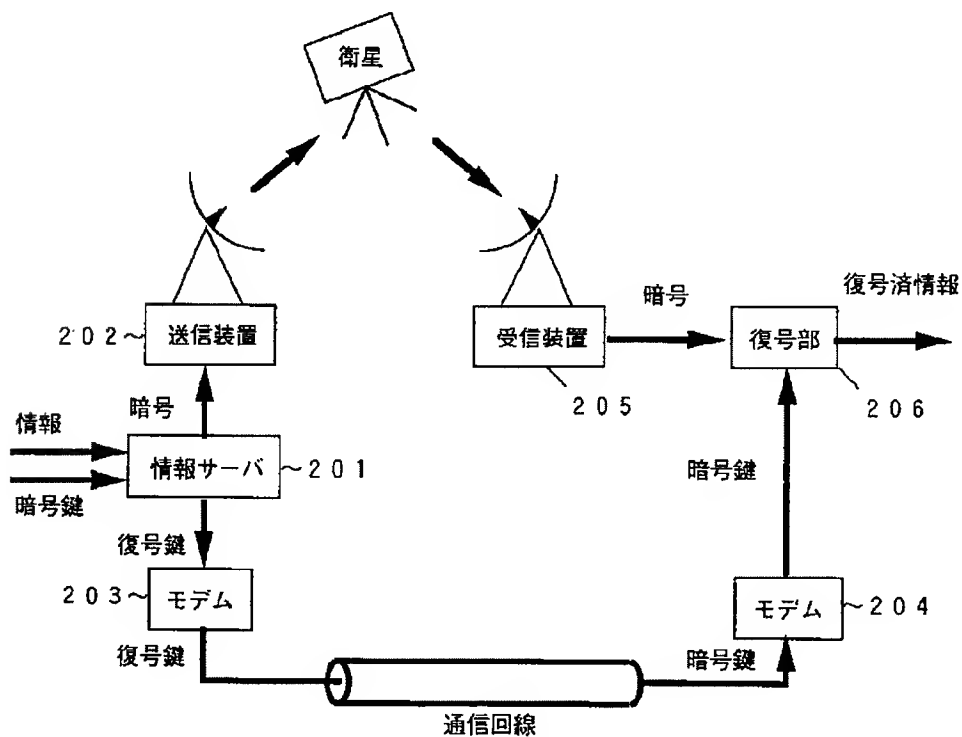 衛星
202~
送信装置
受信装置
205
暗号
復号部
206
復号済情報
暗号
情報
暗号鍵
情報サーバ
~201
復号鍵
203~
モデム
復号鍵
通信回線
暗号鍵
モデム
~204
暗号鍵